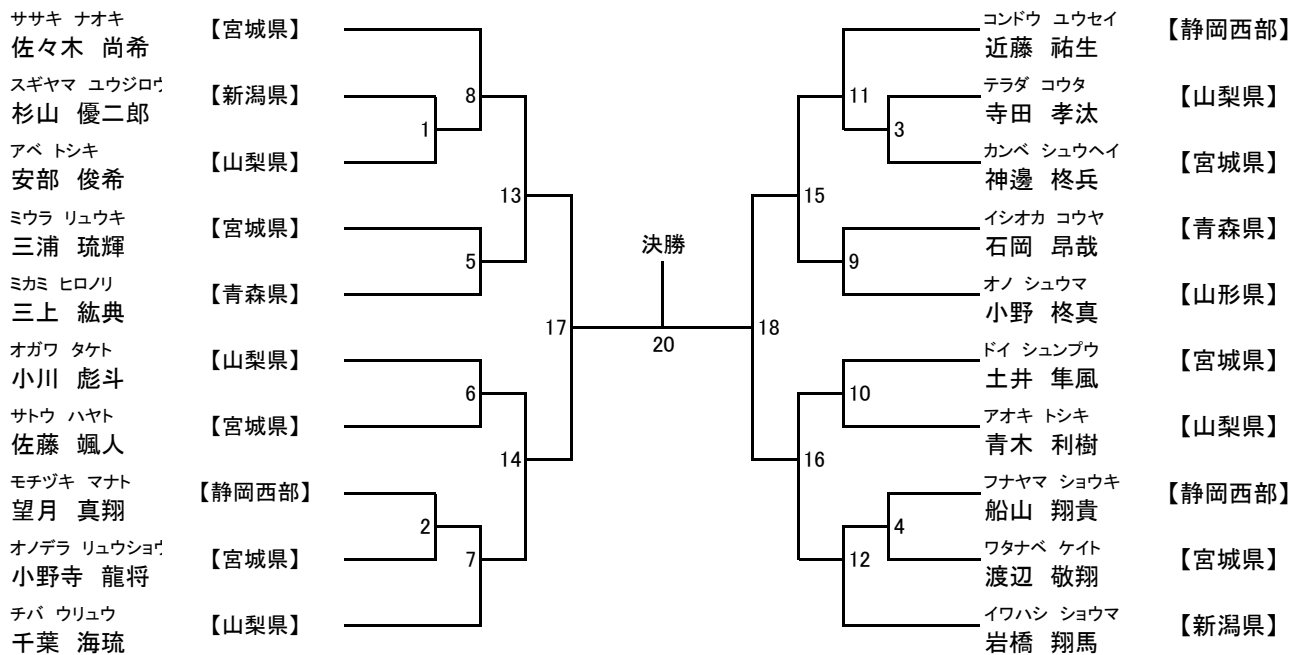 ササキ ナオキ
佐々木 尚希
【宮城県】
スギヤマ ユウジロウ
杉山 優二郎
【新潟県】
アベ トシキ
安部 俊希
【山梨県】
ミウラ リュウキ
三浦 琉輝
【宮城県】
ミカミ ヒロノリ
三上 紘典
【青森県】
オガワ タケト
小川 彪斗
【山梨県】
サトウ ハヤト
佐藤 颯人
【宮城県】
モチヅキ マナト
望月 真翔
【静岡西部】
オノデラ リュウショウ
小野寺 龍将
【宮城県】
チバ ウリュウ
千葉 海琉
【山梨県】
8
1
13
5
17
6
14
2
7
決勝
20
11
3
15
9
18
10
16
4
12
コンドウ ユウセイ
近藤 祐生
【静岡西部】
テラダ コウタ
寺田 孝汰
【山梨県】
カンベ シュウヘイ
神邊 柊兵
【宮城県】
イシオカ コウヤ
石岡 昂哉
【青森県】
オノ シュウマ
小野 柊真
【山形県】
ドイ シュンプウ
土井 隼風
【宮城県】
アオキ トシキ
青木 利樹
【山梨県】
フナヤマ ショウキ
船山 翔貴
【静岡西部】
ワタナベ ケイト
渡辺 敬翔
【宮城県】
イワハシ ショウマ
岩橋 翔馬
【新潟県】